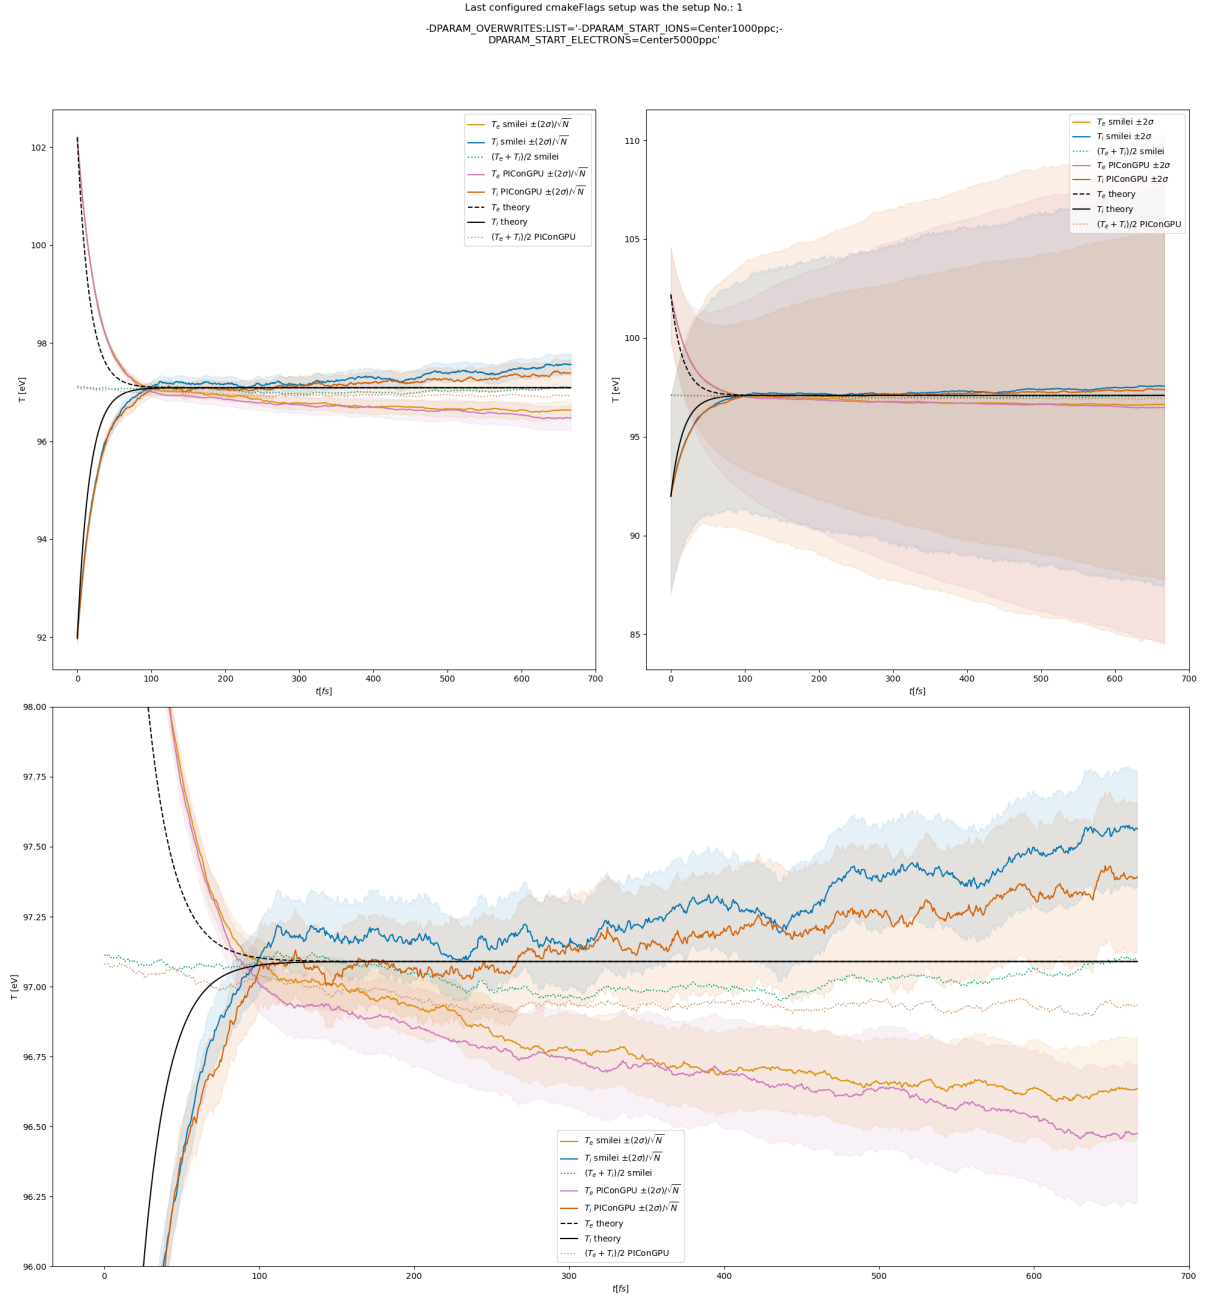 Last configured cmakeFlags setup was the setup No.: 1
-DPARAM_OVERWRITES:LIST='-DPARAM_START_IONS=Center1000ppc;-
DPARAM_START_ELECTRONS=Center5000ppc'
102
100
98
96
94
92
T [eV]
0
100
200
300
400
500
600
700
t[fs]
T_e smilei ±(2σ)/√N
T_i smilei ±(2σ)/√N
(T_e + T_i)/2 smilei
T_e PIConGPU ±(2σ)/√N
T_i PIConGPU ±(2σ)/√N
T_e theory
T_i theory
(T_e + T_i)/2 PIConGPU
110
105
100
95
90
85
T [eV]
0
100
200
300
400
500
600
700
t[fs]
T_e smilei ±2σ
T_i smilei ±2σ
(T_e + T_i)/2 smilei
T_e PIConGPU ±2σ
T_i PIConGPU ±2σ
T_e theory
T_i theory
(T_e + T_i)/2 PIConGPU
98.00
97.75
97.50
97.25
97.00
96.75
96.50
96.25
96.00
T [eV]
0
100
200
300
400
500
600
700
t[fs]
T_e smilei ±(2σ)/√N
T_i smilei ±(2σ)/√N
(T_e + T_i)/2 smilei
T_e PIConGPU ±(2σ)/√N
T_i PIConGPU ±(2σ)/√N
T_e theory
T_i theory
(T_e + T_i)/2 PIConGPU